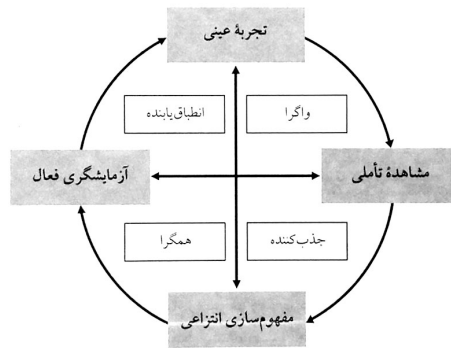 تجربهٔ عینی
واگرا
انطباق‌یابنده
مشاهدهٔ تأملی
آزمایشگری فعال
جذب‌کننده
همگرا
مفهوم‌سازی انتزاعی